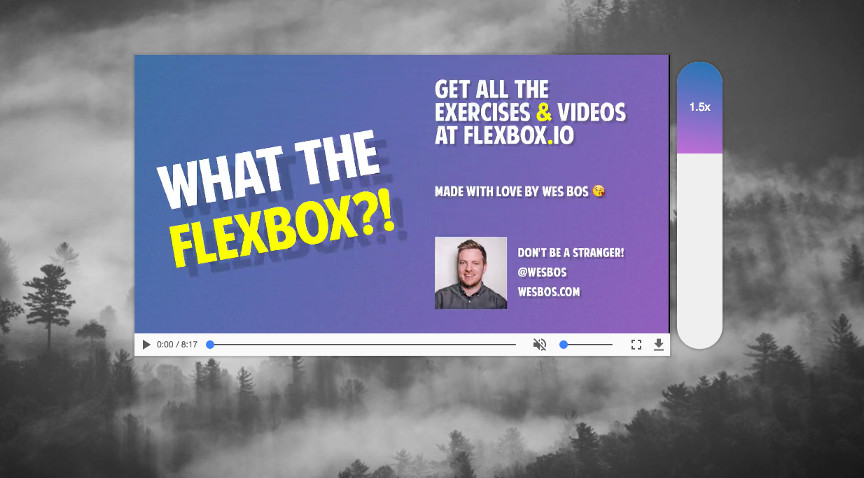 WHAT THE
FLEXBOX?!
GET ALL THE
EXERCISES & VIDEOS
AT FLEXBOX.IO
MADE WITH LOVE BY WES BOS 😘
DON'T BE A STRANGER!
@WESBOS
WESBOS.COM
0:00 / 8:17
1.5x